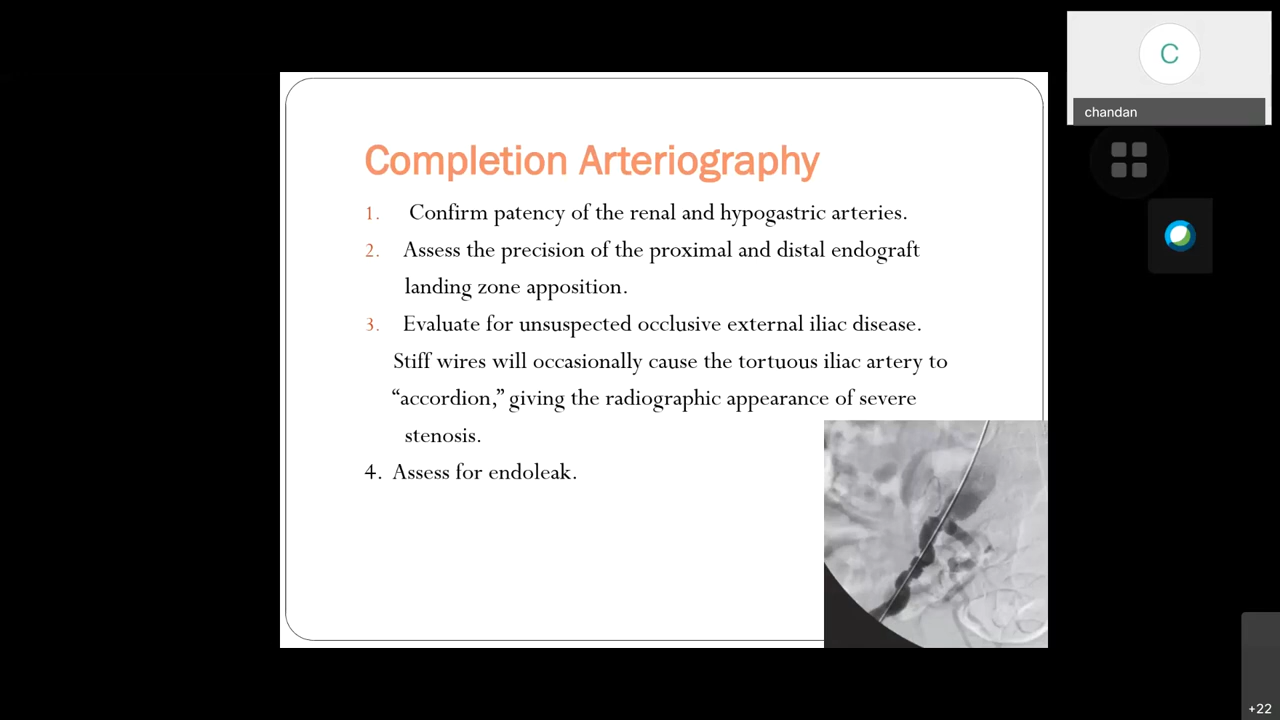 C
chandan
Completion Arteriography
1. Confirm patency of the renal and hypogastric arteries.
2. Assess the precision of the proximal and distal endograft
landing zone apposition.
3. Evaluate for unsuspected occlusive external iliac disease.
Stiff wires will occasionally cause the tortuous iliac artery to
“accordion,” giving the radiographic appearance of severe
stenosis.
4. Assess for endoleak.
+22